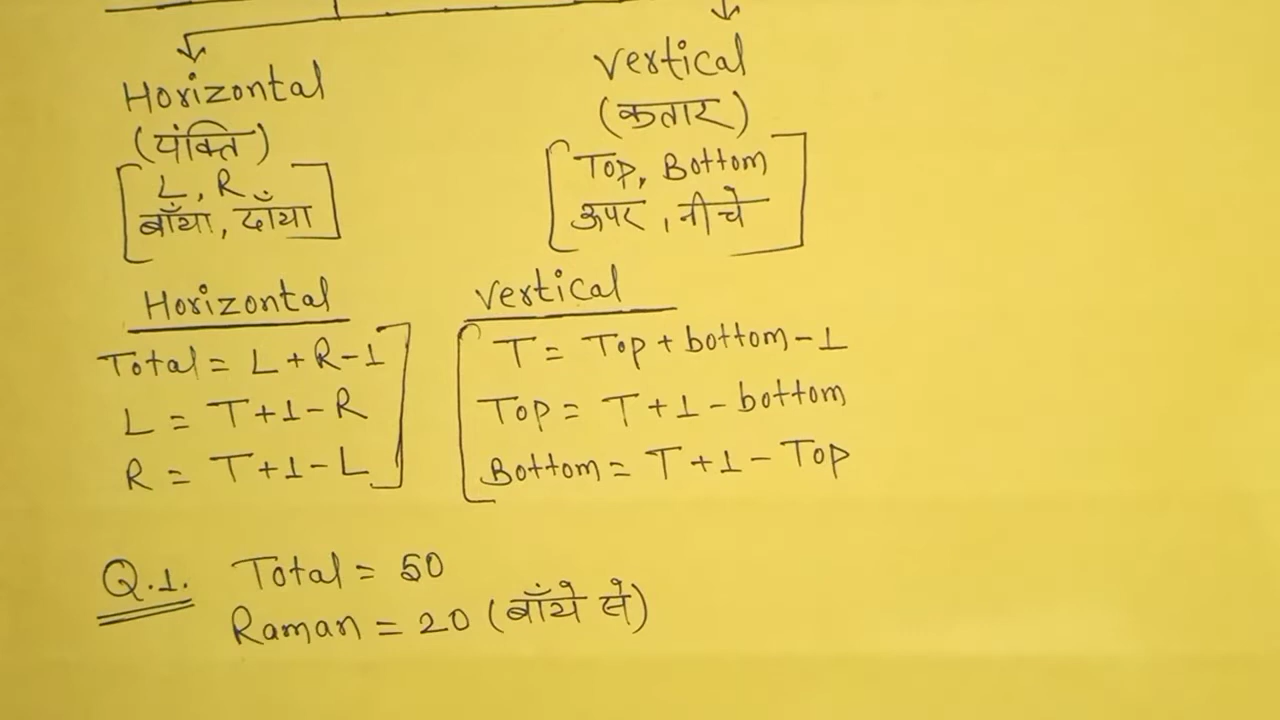 Horizontal
(पंक्ति)
L, R
बाँया, दाँया
Vertical
(कतार)
Top, Bottom
ऊपर, नीचे
Horizontal
Total = L + R - 1
L = T + 1 - R
R = T + 1 - L
Vertical
T = Top + bottom - 1
Top = T + 1 - bottom
Bottom = T + 1 - Top
Q.1. Total = 50
Raman = 20 (बाँये से)